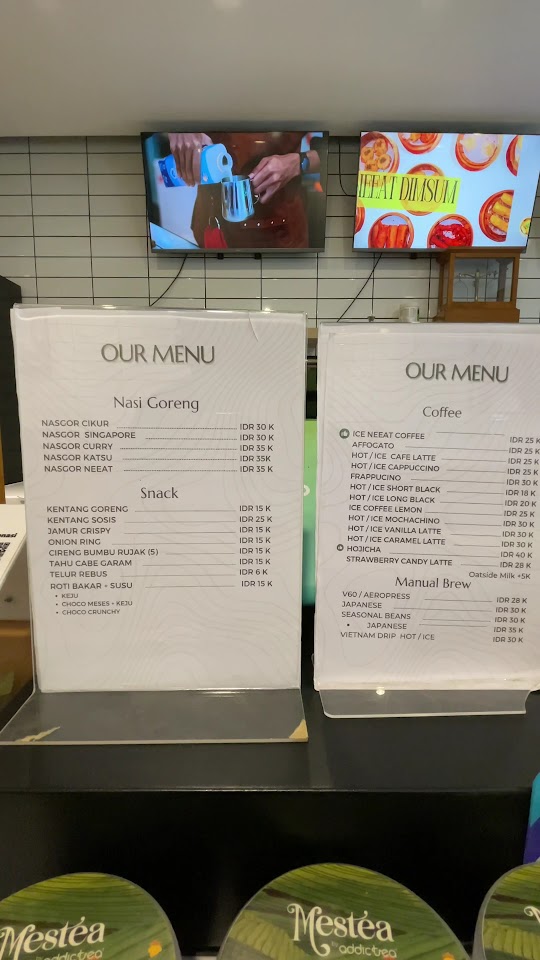 EEAT DIMSUM
OUR MENU
Nasi Goreng
NASGOR CIKUR IDR 30 K
NASGOR SINGAPORE IDR 30 K
NASGOR CURRY IDR 35 K
NASGOR KATSU IDR 35K
NASGOR NEEAT IDR 35 K
Snack
KENTANG GORENG IDR 15 K
KENTANG SOSIS IDR 25 K
JAMUR CRISPY IDR 15 K
ONION RING IDR 15 K
CIRENG BUMBU RUJAK (5) IDR 15 K
TAHU CABE GARAM IDR 15 K
TELUR REBUS IDR 6 K
ROTI BAKAR + SUSU IDR 15 K
• KEJU
• CHOCO MESES + KEJU
• CHOCO CRUNCHY
OUR MENU
Coffee
ICE NEEAT COFFEE IDR 25 K
AFFOGATO IDR 25 K
HOT / ICE CAFE LATTE IDR 25 K
HOT / ICE CAPPUCCINO IDR 25 K
FRAPPUCINO IDR 30 K
HOT / ICE SHORT BLACK IDR 18 K
HOT / ICE LONG BLACK IDR 20 K
ICE COFFEE LEMON IDR 25 K
HOT / ICE MOCHACHINO IDR 30 K
HOT / ICE VANILLA LATTE IDR 30 K
HOT / ICE CARAMEL LATTE IDR 30 K
HOJICHA IDR 40 K
STRAWBERRY CANDY LATTE IDR 28 K
Oatside Milk +5K
Manual Brew
V60 / AEROPRESS IDR 28 K
JAPANESE IDR 30 K
SEASONAL BEANS IDR 30 K
• JAPANESE IDR 35 K
VIETNAM DRIP HOT / ICE IDR 30 K
Mestéa
by addictea
Mestéa
by addictea